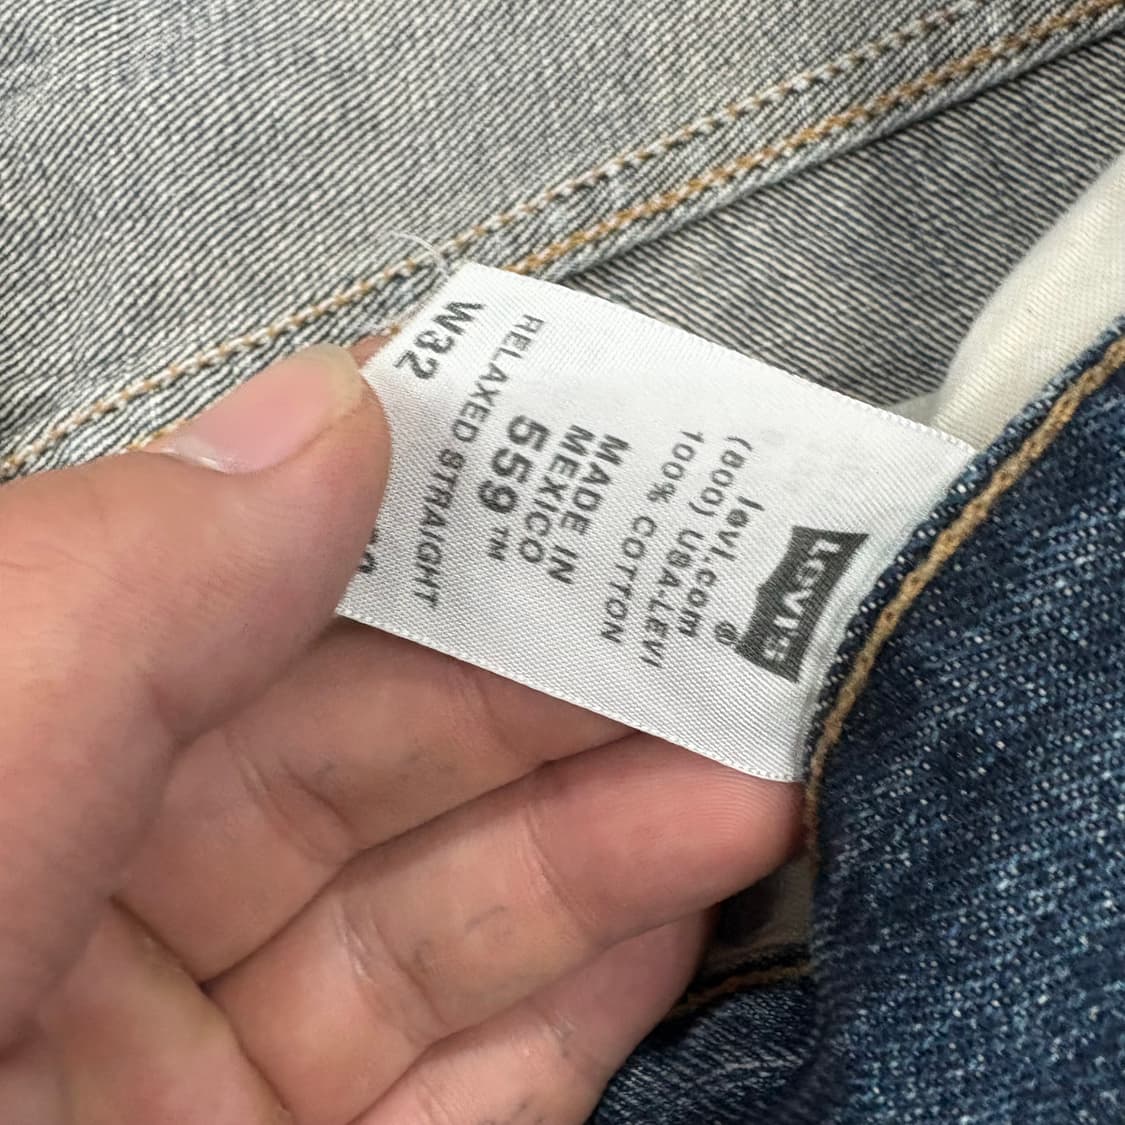 LEVI'S
®
levi.com
(800) USA-LEVI
100% COTTON
MADE IN
MEXICO
559™
RELAXED STRAIGHT
W32